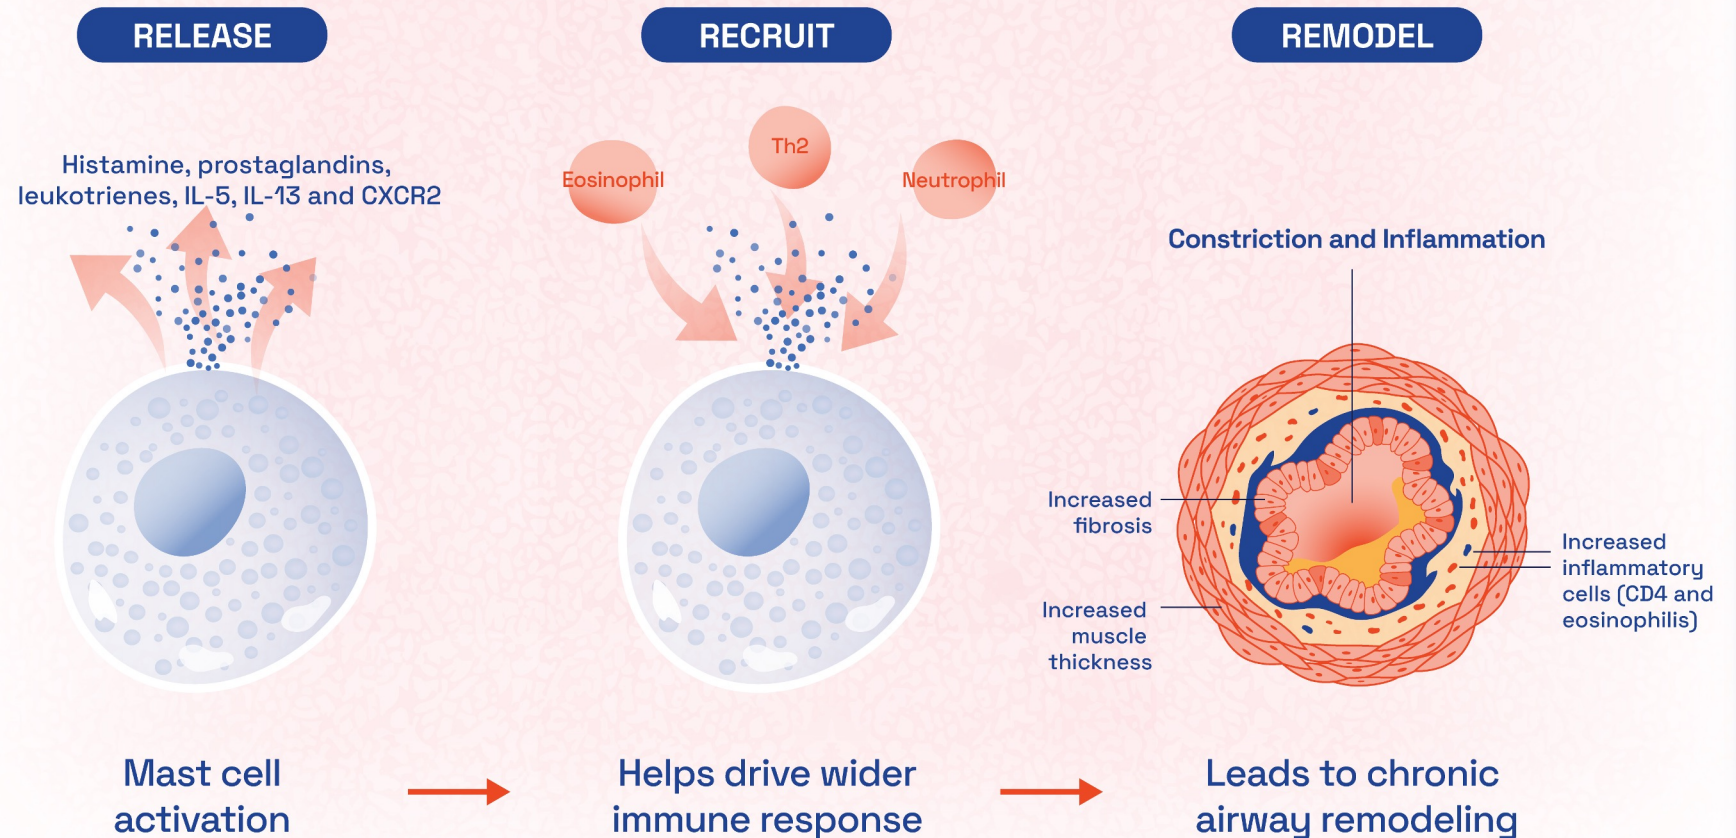 RELEASE
RECRUIT
REMODEL
Histamine, prostaglandins,
leukotrienes, IL-5, IL-13 and CXCR2
Eosinophil
Th2
Neutrophil
Constriction and Inflammation
Increased
fibrosis
Increased
muscle
thickness
Increased
inflammatory
cells (CD4 and
eosinophilis)
Mast cell
activation
Helps drive wider
immune response
Leads to chronic
airway remodeling